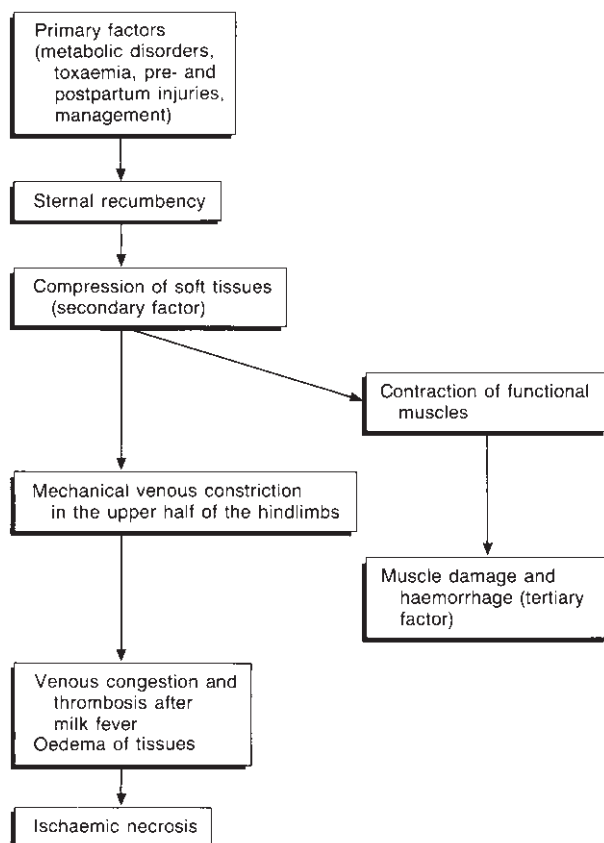 Primary factors
(metabolic disorders,
toxaemia, pre- and
postpartum injuries,
management)
Sternal recumbency
Compression of soft tissues
(secondary factor)
Contraction of functional
muscles
Mechanical venous constriction
in the upper half of the hindlimbs
Muscle damage and
haemorrhage (tertiary
factor)
Venous congestion and
thrombosis after
milk fever
Oedema of tissues
Ischaemic necrosis